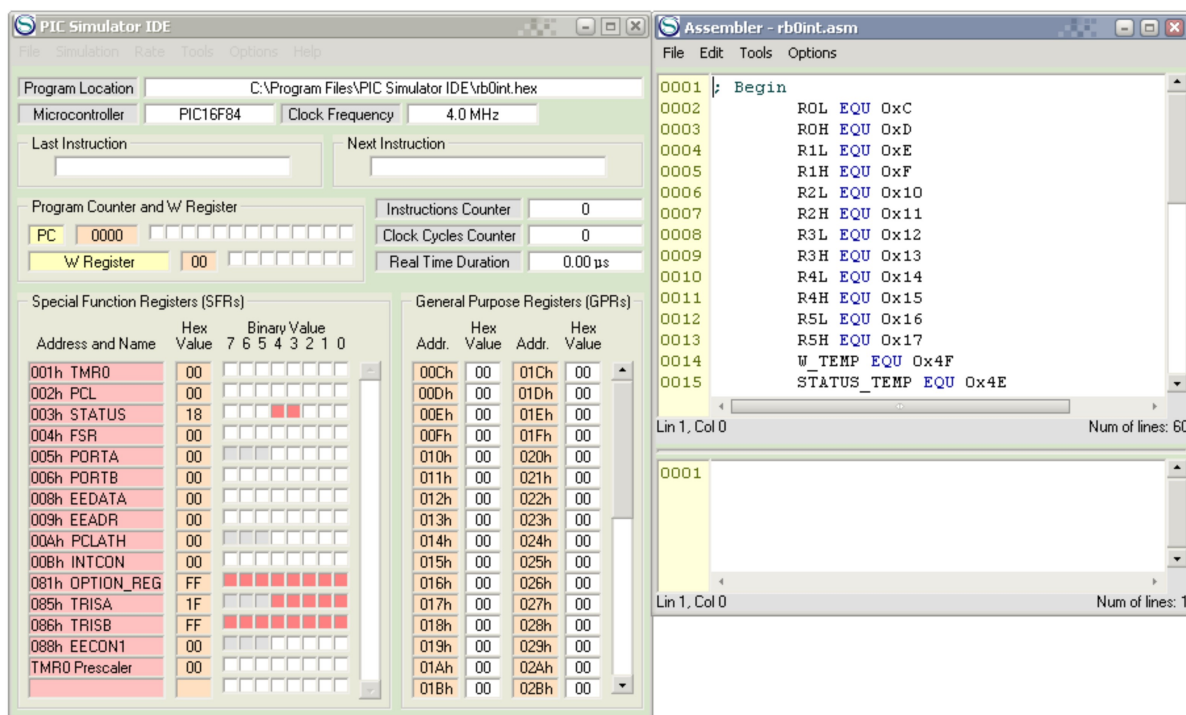 PIC Simulator IDE
File Simulation Rate Tools Options Help
Program Location C:\Program Files\PIC Simulator IDE\rb0int.hex
Microcontroller PIC16F84 Clock Frequency 4.0 MHz
Last Instruction Next Instruction
Program Counter and W Register
PC 0000
W Register 00
Instructions Counter 0
Clock Cycles Counter 0
Real Time Duration 0.00 µs
Special Function Registers (SFRs)
Hex Binary Value
Address and Name Value 7 6 5 4 3 2 1 0
001h TMR0 00
002h PCL 00
003h STATUS 18
004h FSR 00
005h PORTA 00
006h PORTB 00
008h EEDATA 00
009h EEADR 00
00Ah PCLATH 00
00Bh INTCON 00
081h OPTION_REG FF
085h TRISA 1F
086h TRISB FF
088h EECON1 00
TMR0 Prescaler 00
General Purpose Registers (GPRs)
Hex Hex
Addr. Value Addr. Value
00Ch 00 01Ch 00
00Dh 00 01Dh 00
00Eh 00 01Eh 00
00Fh 00 01Fh 00
010h 00 020h 00
011h 00 021h 00
012h 00 022h 00
013h 00 023h 00
014h 00 024h 00
015h 00 025h 00
016h 00 026h 00
017h 00 027h 00
018h 00 028h 00
019h 00 029h 00
01Ah 00 02Ah 00
01Bh 00 02Bh 00
Assembler - rb0int.asm
File Edit Tools Options
0001 ; Begin
0002 R0L EQU 0xC
0003 R0H EQU 0xD
0004 R1L EQU 0xE
0005 R1H EQU 0xF
0006 R2L EQU 0x10
0007 R2H EQU 0x11
0008 R3L EQU 0x12
0009 R3H EQU 0x13
0010 R4L EQU 0x14
0011 R4H EQU 0x15
0012 R5L EQU 0x16
0013 R5H EQU 0x17
0014 W_TEMP EQU 0x4F
0015 STATUS_TEMP EQU 0x4E
Lin 1, Col 0 Num of lines: 60
0001
Lin 1, Col 0 Num of lines: 1